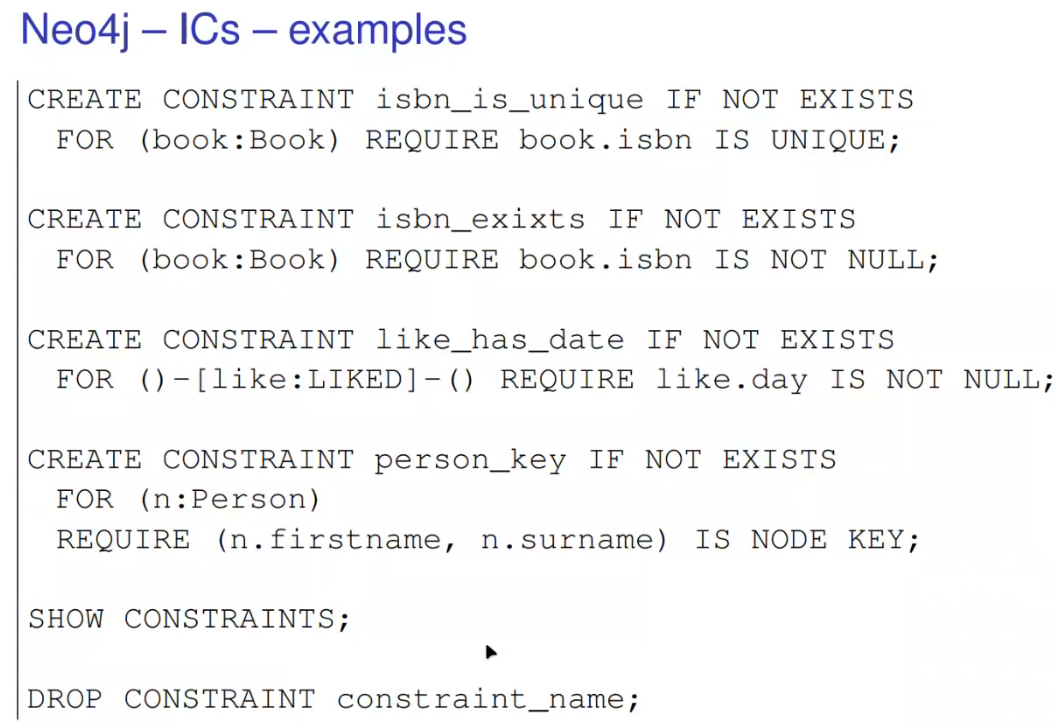 Neo4j – ICs – examples
CREATE CONSTRAINT isbn_is_unique IF NOT EXISTS
FOR (book:Book) REQUIRE book.isbn IS UNIQUE;
CREATE CONSTRAINT isbn_exixts IF NOT EXISTS
FOR (book:Book) REQUIRE book.isbn IS NOT NULL;
CREATE CONSTRAINT like_has_date IF NOT EXISTS
FOR ()-[like:LIKED]-() REQUIRE like.day IS NOT NULL;
CREATE CONSTRAINT person_key IF NOT EXISTS
FOR (n:Person)
REQUIRE (n.firstname, n.surname) IS NODE KEY;
SHOW CONSTRAINTS;
DROP CONSTRAINT constraint_name;